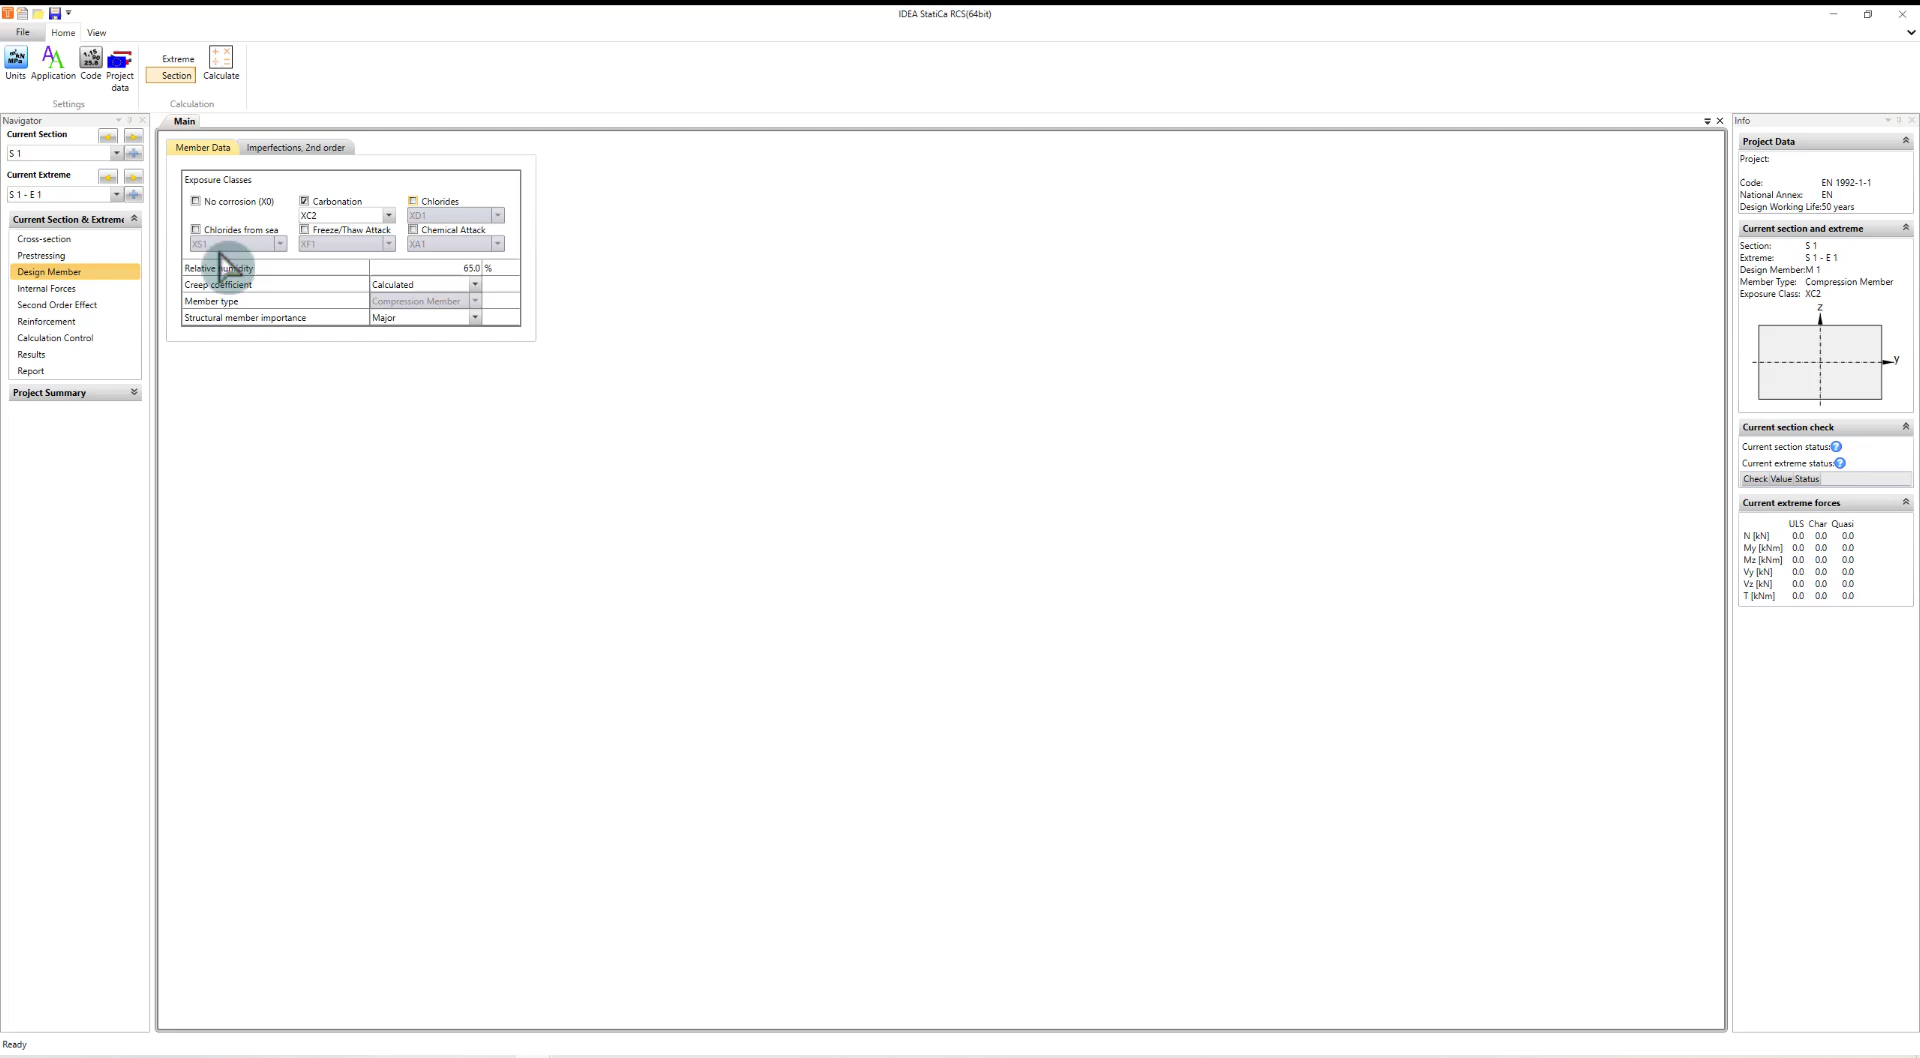 IDEA StatiCa RCS(64bit)
File Home View
Units Application Code Project data
Settings
Extreme
Section
Calculate
Calculation
Navigator
Current Section
S 1
Current Extreme
S 1 - E 1
Current Section & Extreme
Cross-section
Prestressing
Design Member
Internal Forces
Second Order Effect
Reinforcement
Calculation Control
Results
Report
Project Summary
Main
Member Data Imperfections, 2nd order
Exposure Classes
No corrosion (X0) Carbonation Chlorides
XC2 XD1
Chlorides from sea Freeze/Thaw Attack Chemical Attack
XS1 XF1 XA1
Relative humidity 65.0 %
Creep coefficient Calculated
Member type Compression Member
Structural member importance Major
Info
Project Data
Project:
Code: EN 1992-1-1
National Annex: EN
Design Working Life:50 years
Current section and extreme
Section: S 1
Extreme: S 1 - E 1
Design Member:M 1
Member Type: Compression Member
Exposure Class: XC2
Z
y
Current section check
Current section status:
Current extreme status:
Check Value Status
Current extreme forces
ULS Char Quasi
N [kN] 0.0 0.0 0.0
My [kNm] 0.0 0.0 0.0
Mz [kNm] 0.0 0.0 0.0
Vy [kN] 0.0 0.0 0.0
Vz [kN] 0.0 0.0 0.0
T [kNm] 0.0 0.0 0.0
Ready